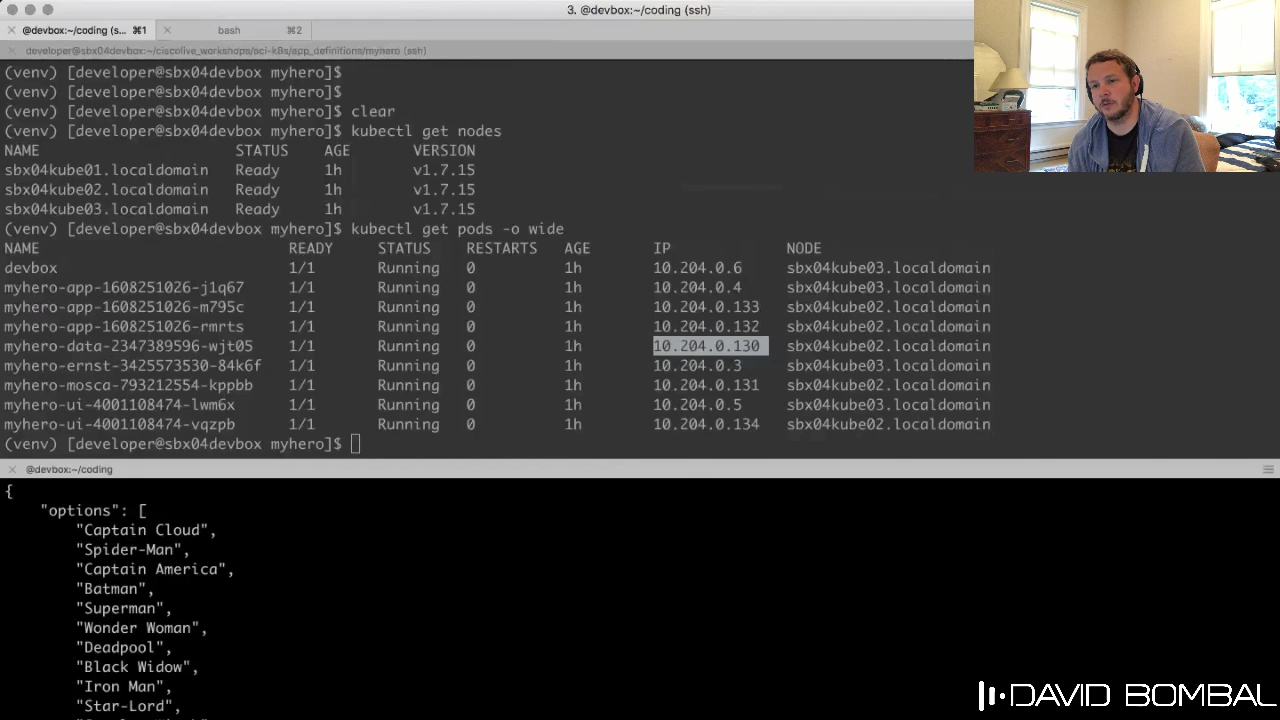 3. @devbox:~/coding (ssh)
@devbox:~/coding (s... ⌘1
bash ⌘2
developer@sbx04devbox:~/ciscolive_workshops/sci-k8s/app_definitions/myhero (ssh)
(venv) [developer@sbx04devbox myhero]$
(venv) [developer@sbx04devbox myhero]$
(venv) [developer@sbx04devbox myhero]$ clear
(venv) [developer@sbx04devbox myhero]$ kubectl get nodes
NAME STATUS AGE VERSION
sbx04kube01.localdomain Ready 1h v1.7.15
sbx04kube02.localdomain Ready 1h v1.7.15
sbx04kube03.localdomain Ready 1h v1.7.15
(venv) [developer@sbx04devbox myhero]$ kubectl get pods -o wide
NAME READY STATUS RESTARTS AGE IP NODE
devbox 1/1 Running 0 1h 10.204.0.6 sbx04kube03.localdomain
myhero-app-1608251026-j1q67 1/1 Running 0 1h 10.204.0.4 sbx04kube03.localdomain
myhero-app-1608251026-m795c 1/1 Running 0 1h 10.204.0.133 sbx04kube02.localdomain
myhero-app-1608251026-rmrts 1/1 Running 0 1h 10.204.0.132 sbx04kube02.localdomain
myhero-data-2347389596-wjt05 1/1 Running 0 1h 10.204.0.130 sbx04kube02.localdomain
myhero-ernst-3425573530-84k6f 1/1 Running 0 1h 10.204.0.3 sbx04kube03.localdomain
myhero-mosca-793212554-kppbb 1/1 Running 0 1h 10.204.0.131 sbx04kube02.localdomain
myhero-ui-4001108474-lwm6x 1/1 Running 0 1h 10.204.0.5 sbx04kube03.localdomain
myhero-ui-4001108474-vqzpb 1/1 Running 0 1h 10.204.0.134 sbx04kube02.localdomain
(venv) [developer@sbx04devbox myhero]$
@devbox:~/coding
{
"options": [
"Captain Cloud",
"Spider-Man",
"Captain America",
"Batman",
"Superman",
"Wonder Woman",
"Deadpool",
"Black Widow",
"Iron Man",
"Star-Lord",
DAVID BOMBAL